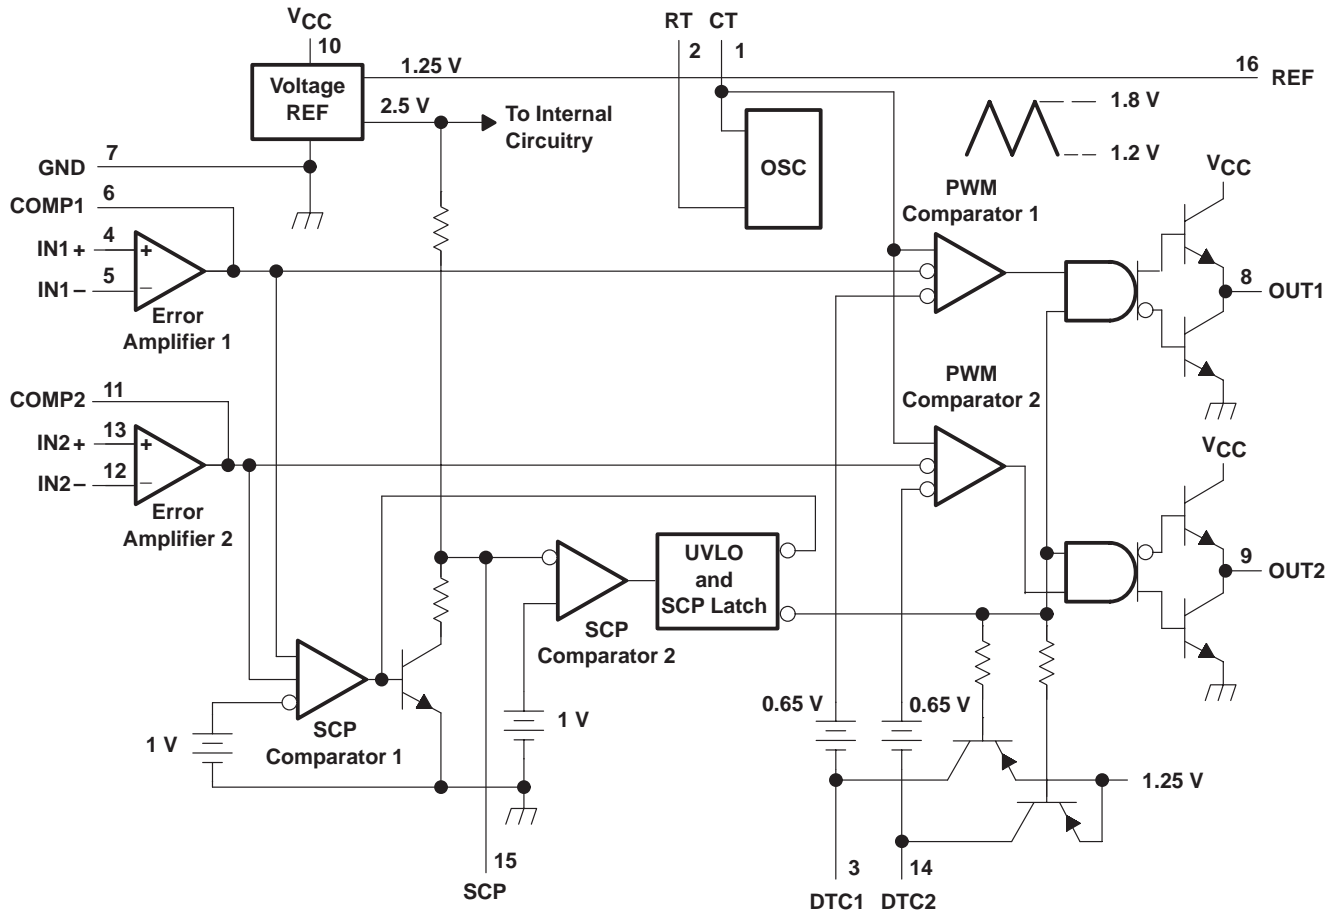 VCC
10
RT CT
2 1
1.25 V
16 REF
Voltage
REF
2.5 V
To Internal
Circuitry
1.8 V
1.2 V
OSC
7
GND
6
COMP1
4
IN1+
+
5
IN1−
−
Error
Amplifier 1
PWM
Comparator 1
VCC
8
OUT1
11
COMP2
13
IN2+
+
12
IN2−
−
Error
Amplifier 2
PWM
Comparator 2
VCC
9
OUT2
UVLO
and
SCP Latch
SCP
Comparator 2
1 V
SCP
Comparator 1
1 V
0.65 V
0.65 V
1.25 V
15
SCP
3 14
DTC1 DTC2